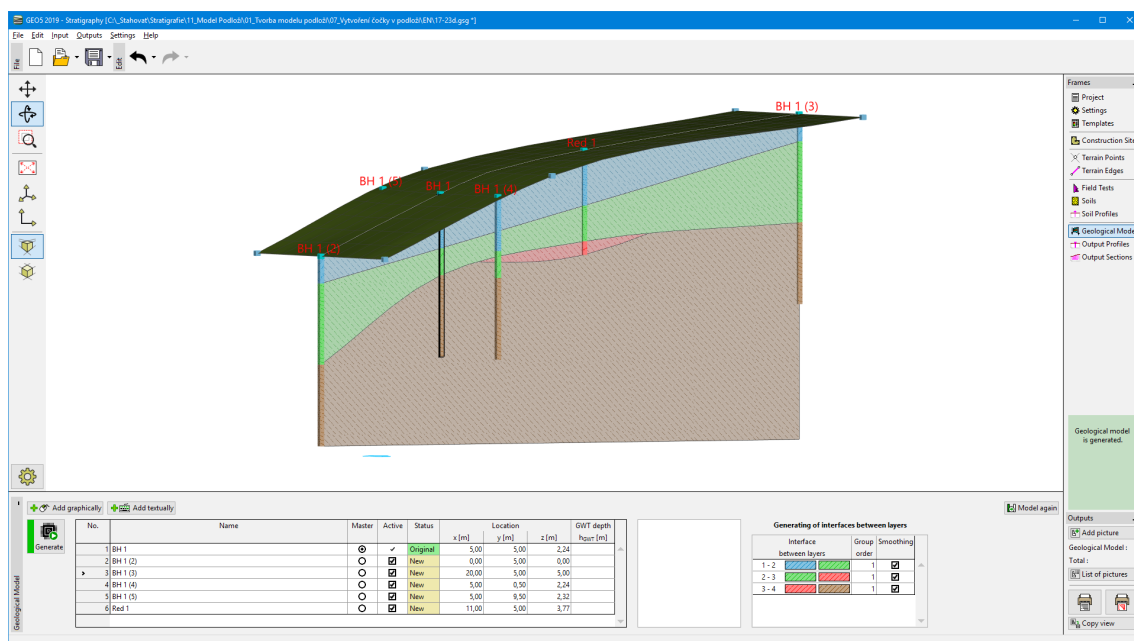 GEO5 2019 - Stratigraphy [C:\_Stahovat\Stratigrafie\11_Model Podloží\01_Tvorba modelu podloží\07_Vytvoření čočky v podloží\EN\17-23d.gsg *]
File Edit Input Outputs Settings Help
File
Edit
Frames
Project
Settings
Templates
Construction Site
Terrain Points
Terrain Edges
Field Tests
Soils
Soil Profiles
Geological Mode
Output Profiles
Output Sections
BH 1 (3)
Red 1
BH 1 (5) BH 1 BH 1 (4)
BH 1 (2)
Geological model
is generated.
Add graphically Add textually Model again
Generate
Geological Model
No. Name Master Active Status Location GWT depth
x [m] y [m] z [m] hGWT [m]
1 BH 1 Original 5,00 5,00 2,24
2 BH 1 (2) New 0,00 5,00 0,00
> 3 BH 1 (3) New 20,00 5,00 5,00
4 BH 1 (4) New 5,00 0,50 2,24
5 BH 1 (5) New 5,00 9,50 2,32
6 Red 1 New 11,00 5,00 3,77
Generating of interfaces between layers
Interface Group Smoothing
between layers order
1 - 2 1
2 - 3 1
3 - 4 1
Outputs
Add picture
Geological Model :
Total :
List of pictures
Copy view